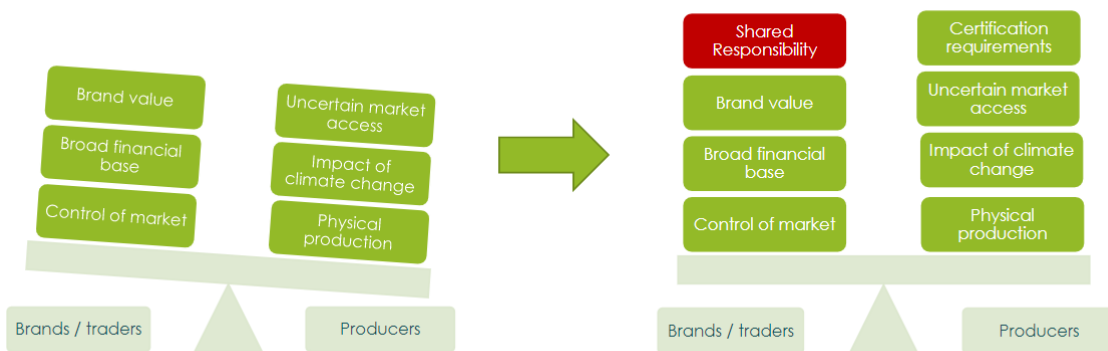 Brand value
Broad financial
base
Control of market
Uncertain market
access
Impact of
climate change
Physical
production
Brands / traders
Producers
Shared
Responsibility
Brand value
Broad financial
base
Control of market
Certification
requirements
Uncertain market
access
Impact of climate
change
Physical
production
Brands / traders
Producers